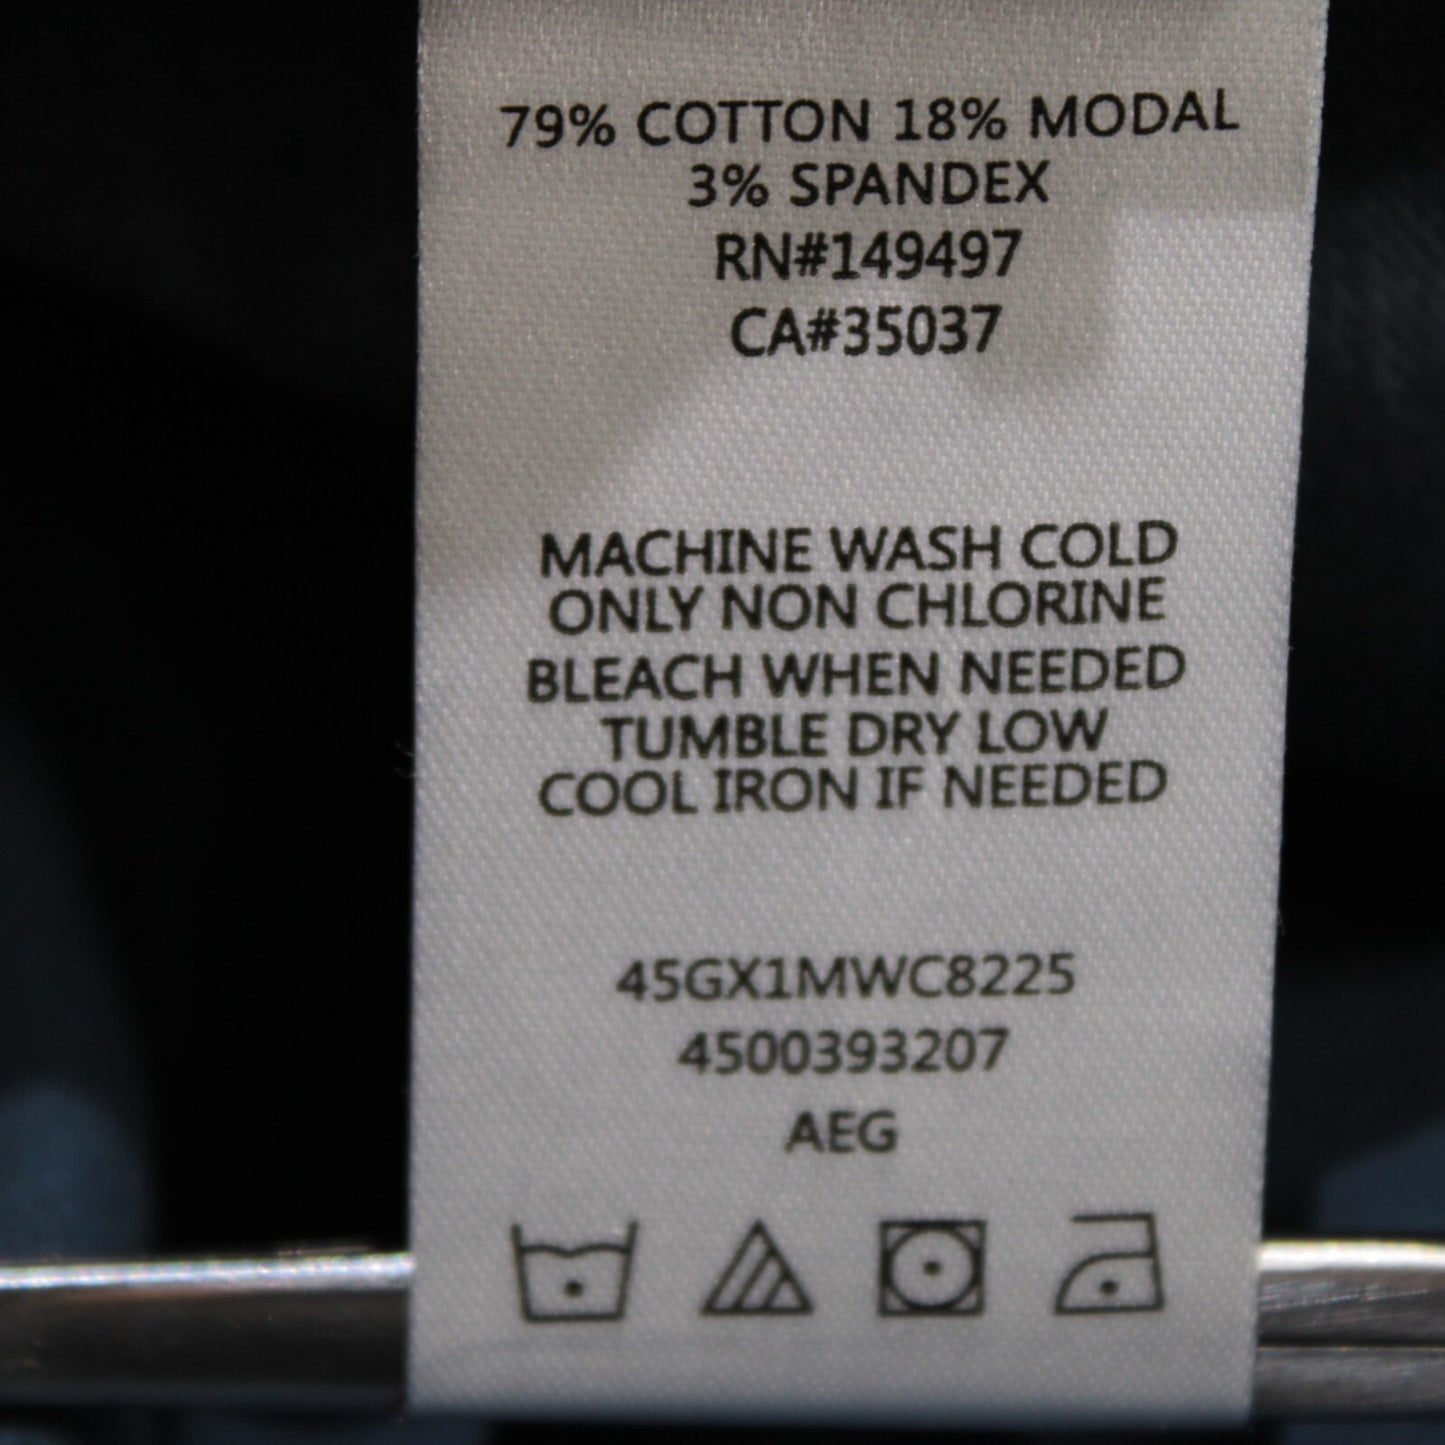 79% COTTON 18% MODAL
3% SPANDEX
RN#149497
CA#35037
MACHINE WASH COLD
ONLY NON CHLORINE
BLEACH WHEN NEEDED
TUMBLE DRY LOW
COOL IRON IF NEEDED
45GX1MWC8225
4500393207
AEG